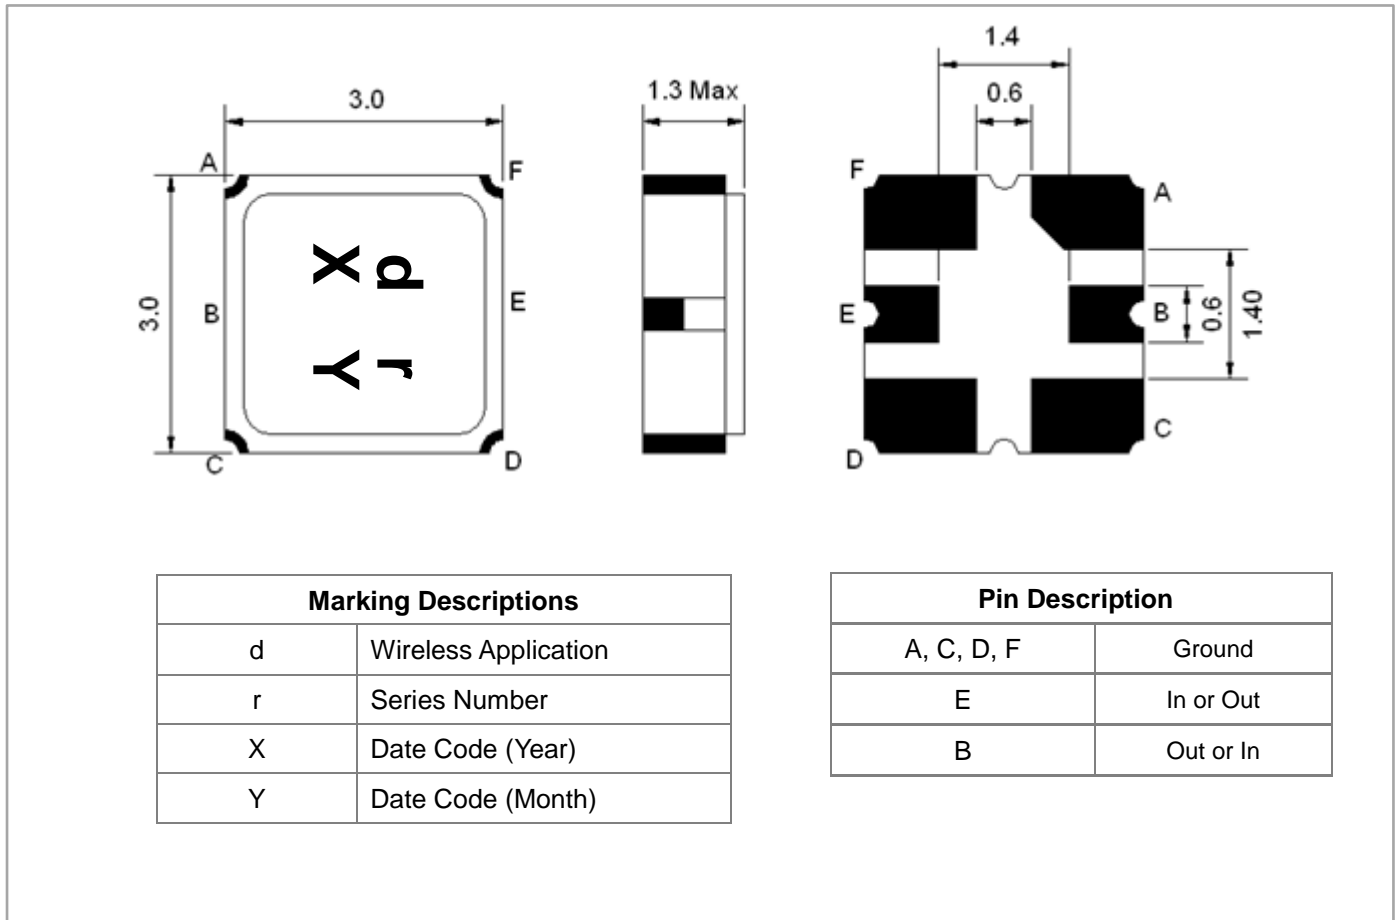 1.4
3.0
1.3 Max
0.6
A
F
F
A
d
X
3.0
B
E
E
B
0.6
1.40
r
Y
C
D
D
C
Marking Descriptions
d Wireless Application
r Series Number
X Date Code (Year)
Y Date Code (Month)
Pin Description
A, C, D, F Ground
E In or Out
B Out or In